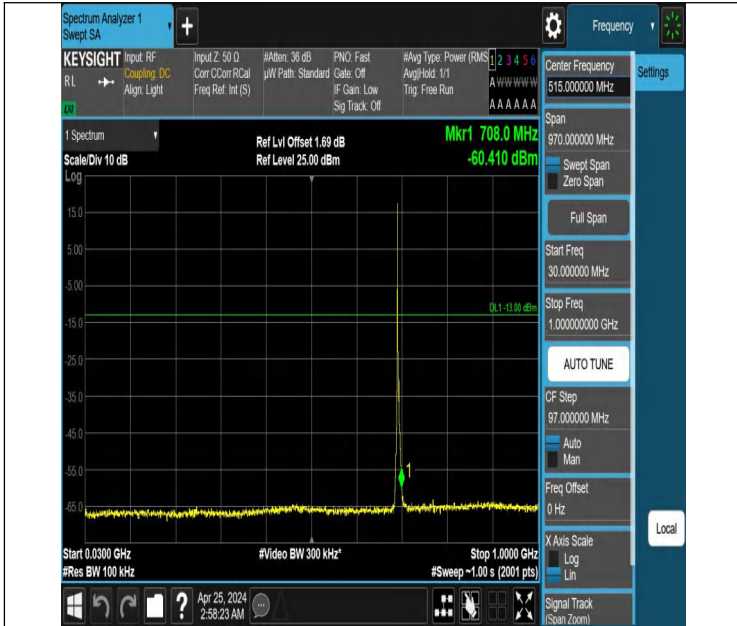 Spectrum Analyzer 1
Swept SA
Frequency
KEYSIGHT
RL
Input: RF
Coupling: DC
Align: Light
Input Z: 50 Ω
Corr CCorr RCal
Freq Ref: Int (S)
#Atten: 36 dB
µW Path: Standard
PNO: Fast
Gate: Off
IF Gain: Low
Sig Track: Off
#Avg Type: Power (RMS
Avg|Hold: 1/1
Trig: Free Run
1 2 3 4 5 6
A W W W W W
A A A A A A
1 Spectrum
Scale/Div 10 dB
Log
Ref Lvl Offset 1.69 dB
Ref Level 25.00 dBm
Mkr1 708.0 MHz
-60.410 dBm
15.0
5.00
-5.00
DL1 -13.00 dBm
-15.0
-25.0
-35.0
-45.0
-55.0
1
-65.0
Start 0.0300 GHz
#Res BW 100 kHz
#Video BW 300 kHz*
Stop 1.0000 GHz
#Sweep ~1.00 s (2001 pts)
Center Frequency
515.000000 MHz
Settings
Span
970.000000 MHz
Swept Span
Zero Span
Full Span
Start Freq
30.000000 MHz
Stop Freq
1.000000000 GHz
AUTO TUNE
CF Step
97.000000 MHz
Auto
Man
Freq Offset
0 Hz
X Axis Scale
Log
Lin
Local
Signal Track
(Span Zoom)
?
Apr 25, 2024
2:58:23 AM